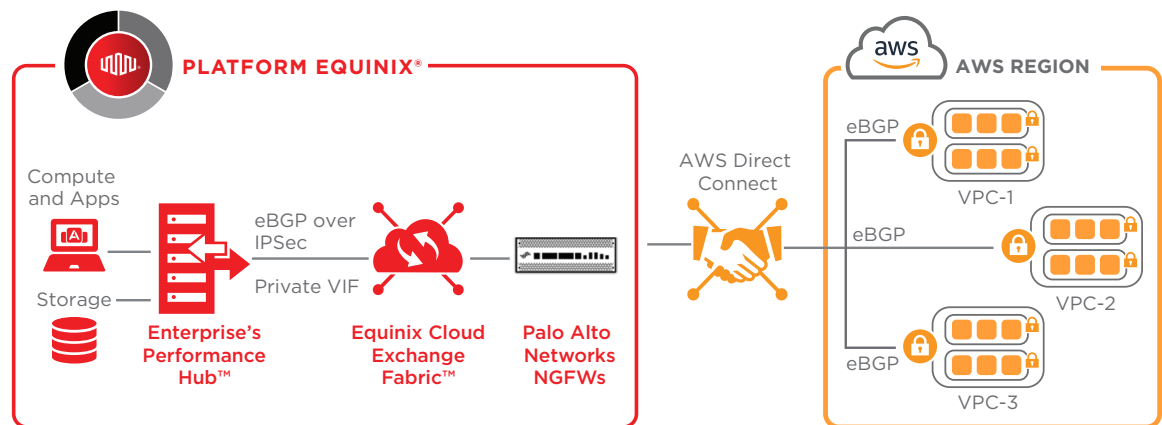 PLATFORM EQUINIX®
aws
AWS REGION
Compute
and Apps
A
Storage
eBGP over
IPSec
Private VIF
Enterprise’s
Performance
Hub™
Equinix Cloud
Exchange
Fabric™
Palo Alto
Networks
NGFWs
AWS Direct
Connect
eBGP
VPC-1
eBGP
VPC-2
eBGP
VPC-3